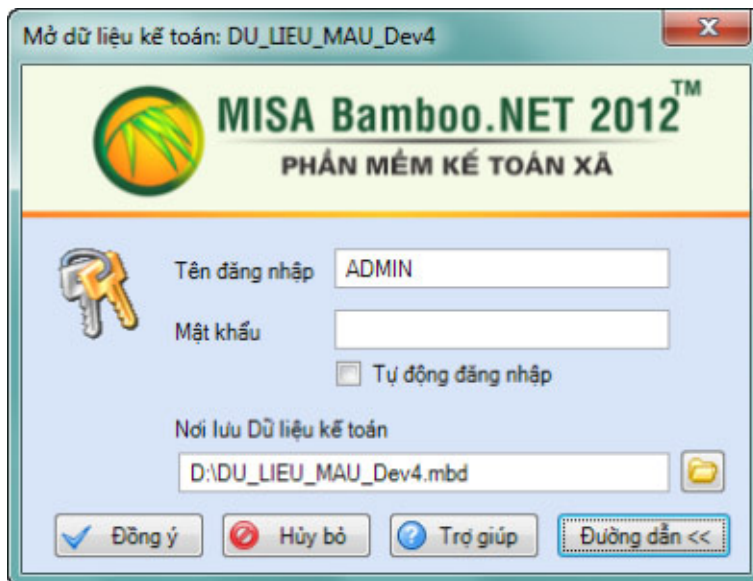 Mở dữ liệu kế toán: DU_LIEU_MAU_Dev4
MISA Bamboo.NET 2012™
PHẦN MỀM KẾ TOÁN XÃ
Tên đăng nhập ADMIN
Mật khẩu
Tự động đăng nhập
Nơi lưu Dữ liệu kế toán
D:\DU_LIEU_MAU_Dev4.mbd
Đồng ý Hủy bỏ Trợ giúp Đường dẫn <<